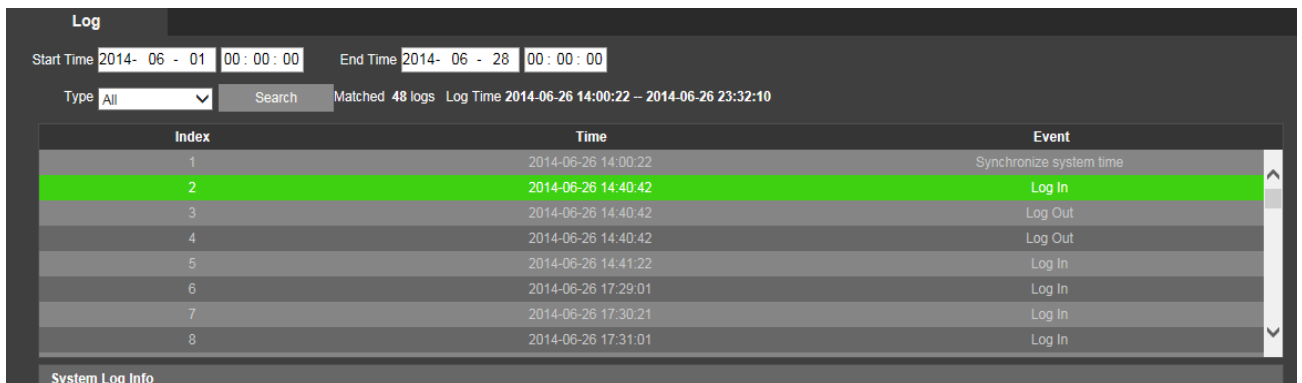 Log
Start Time 2014- 06 - 01 00 : 00 : 00 End Time 2014- 06 - 28 00 : 00 : 00
Type All Search Matched 48 logs Log Time 2014-06-26 14:00:22 -- 2014-06-26 23:32:10
Index Time Event
1 2014-06-26 14:00:22 Synchronize system time
2 2014-06-26 14:40:42 Log In
3 2014-06-26 14:40:42 Log Out
4 2014-06-26 14:40:42 Log Out
5 2014-06-26 14:41:22 Log In
6 2014-06-26 17:29:01 Log In
7 2014-06-26 17:30:21 Log In
8 2014-06-26 17:31:01 Log In
System Log Info